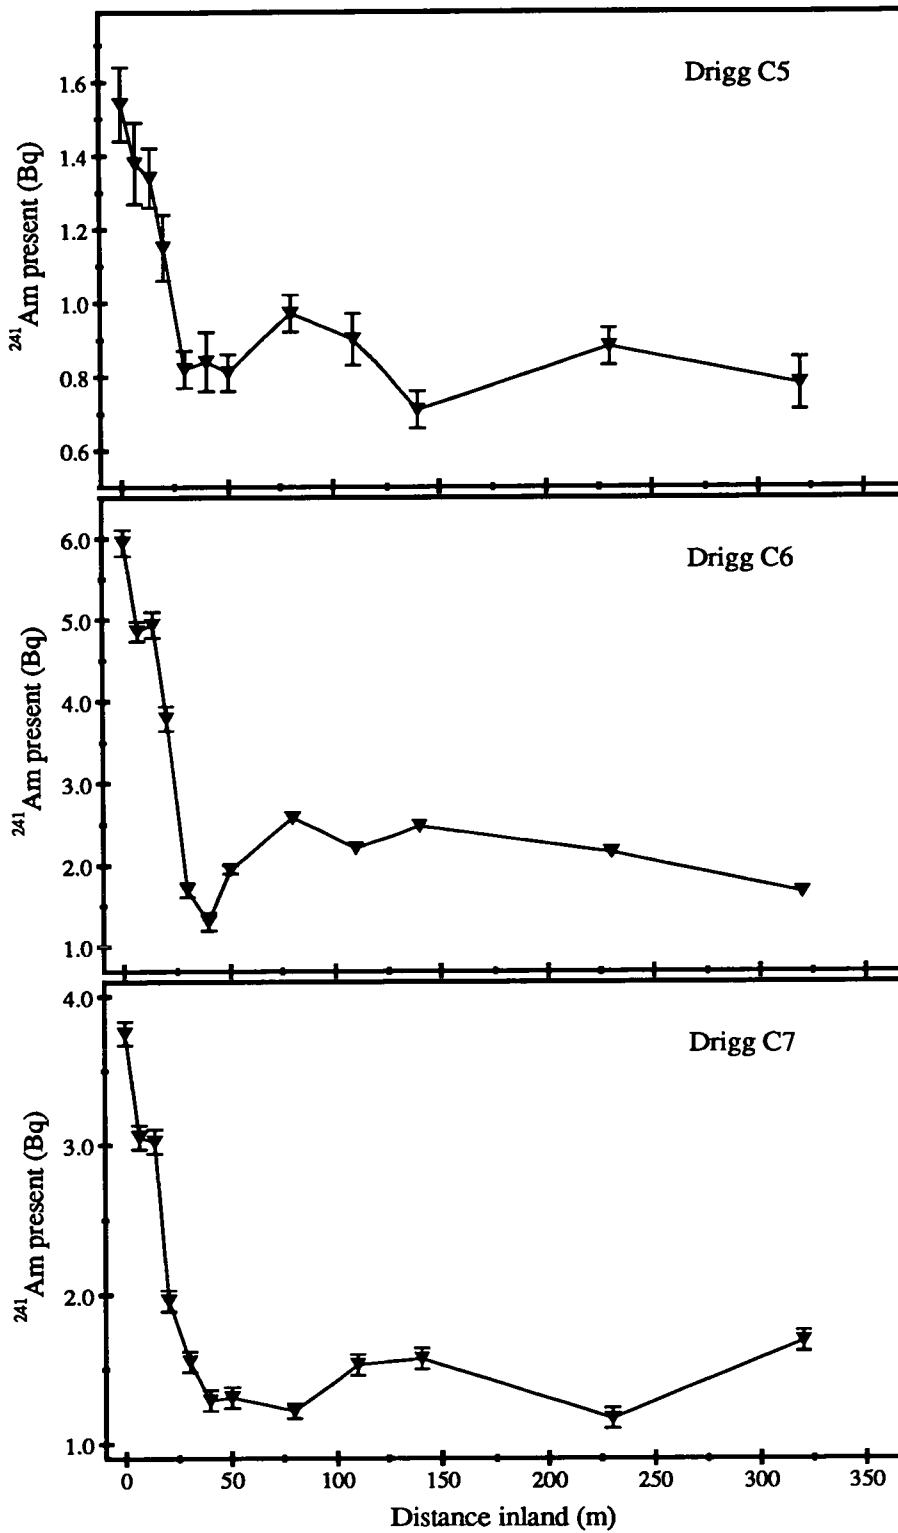 Drigg C5
1.6
1.4
1.2
1.0
0.8
0.6
²⁴¹Am present (Bq)
Drigg C6
6.0
5.0
4.0
3.0
2.0
1.0
²⁴¹Am present (Bq)
Drigg C7
4.0
3.0
2.0
1.0
²⁴¹Am present (Bq)
0 50 100 150 200 250 300 350
Distance inland (m)